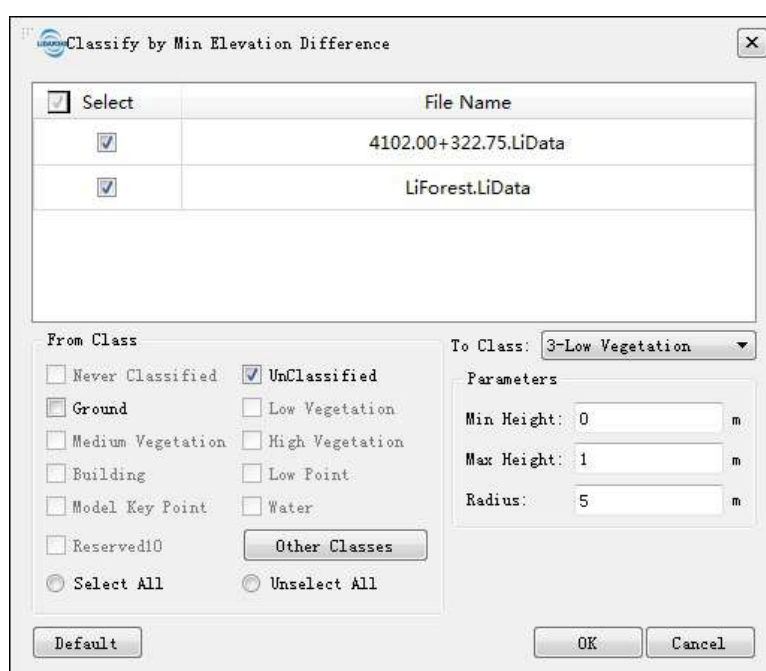 Classify by Min Elevation Difference
Select File Name
4102.00+322.75.LiData
LiForest.LiData
From Class
Never Classified UnClassified
Ground Low Vegetation
Medium Vegetation High Vegetation
Building Low Point
Model Key Point Water
Reserved10 Other Classes
Select All Unselect All
To Class: 3-Low Vegetation
Parameters
Min Height: 0 m
Max Height: 1 m
Radius: 5 m
Default OK Cancel